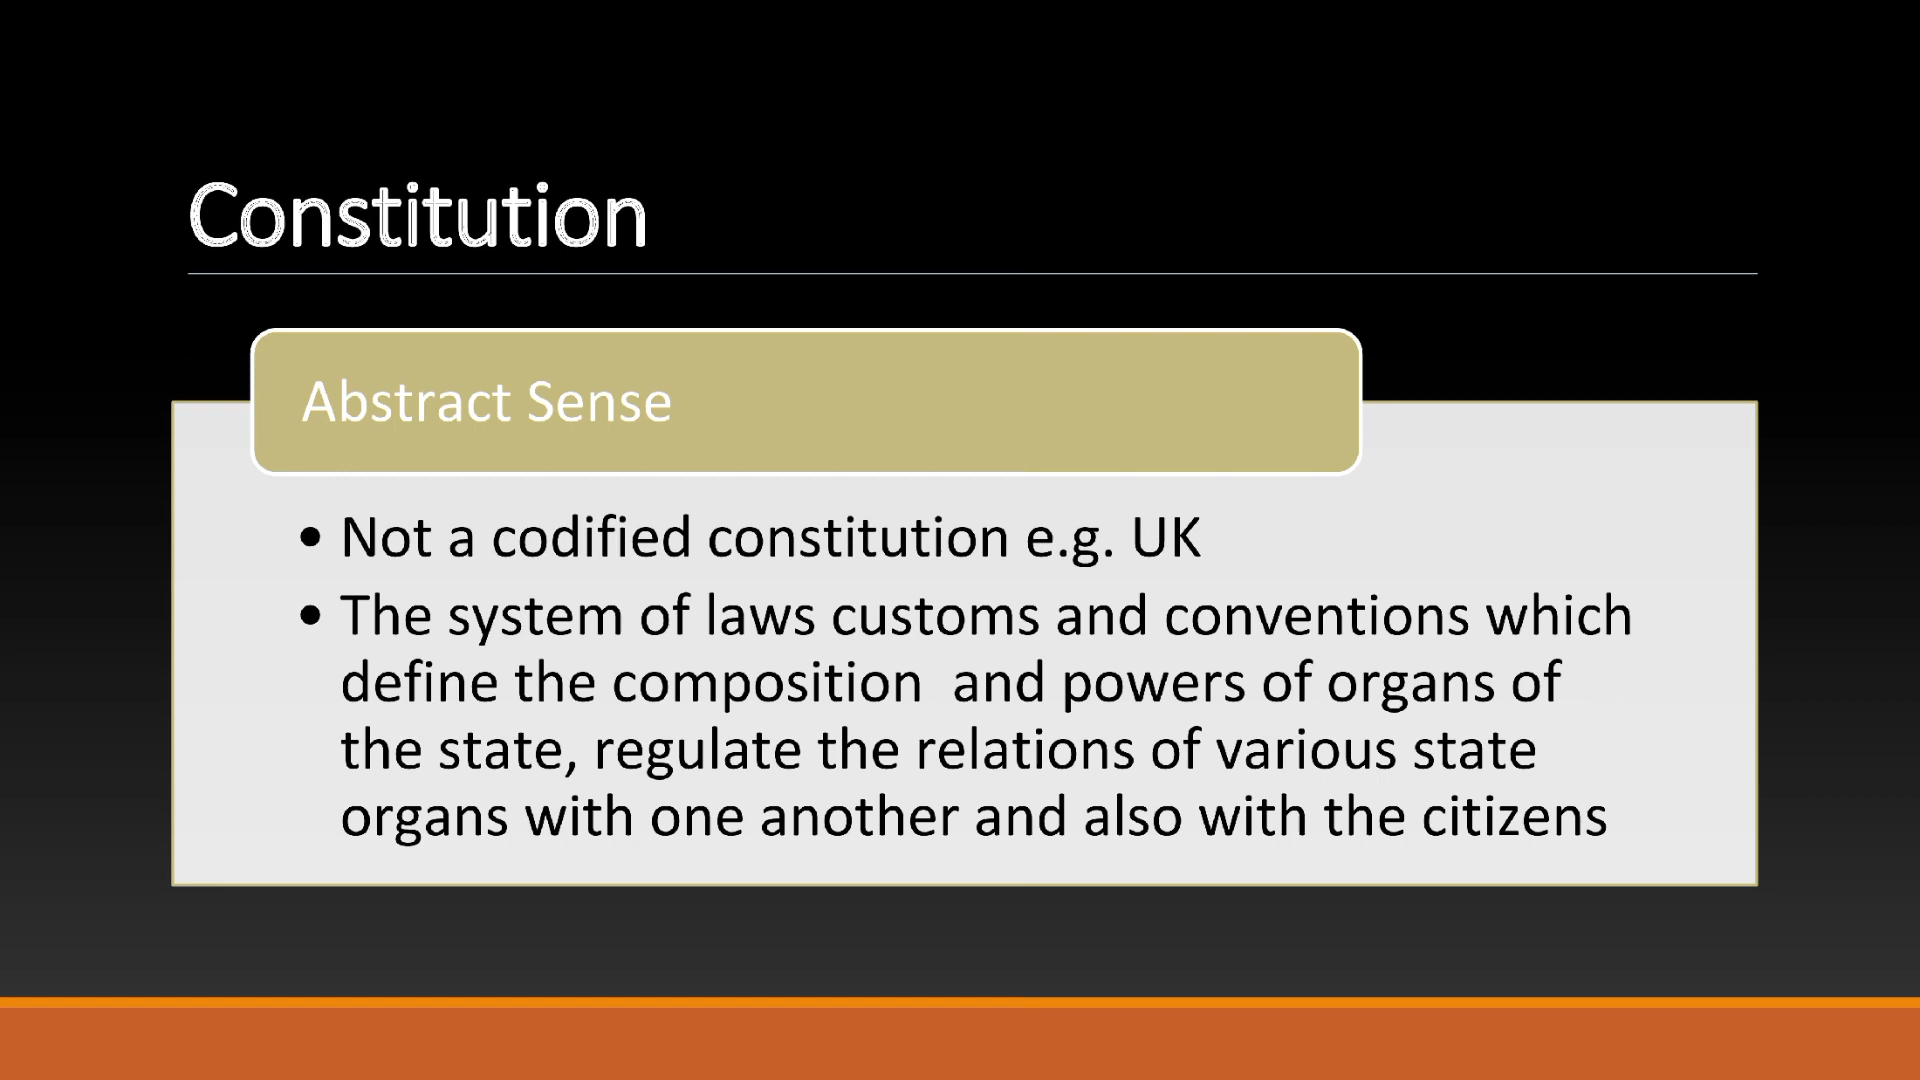 Constitution
Abstract Sense
• Not a codified constitution e.g. UK
• The system of laws customs and conventions which
define the composition  and powers of organs of
the state, regulate the relations of various state
organs with one another and also with the citizens